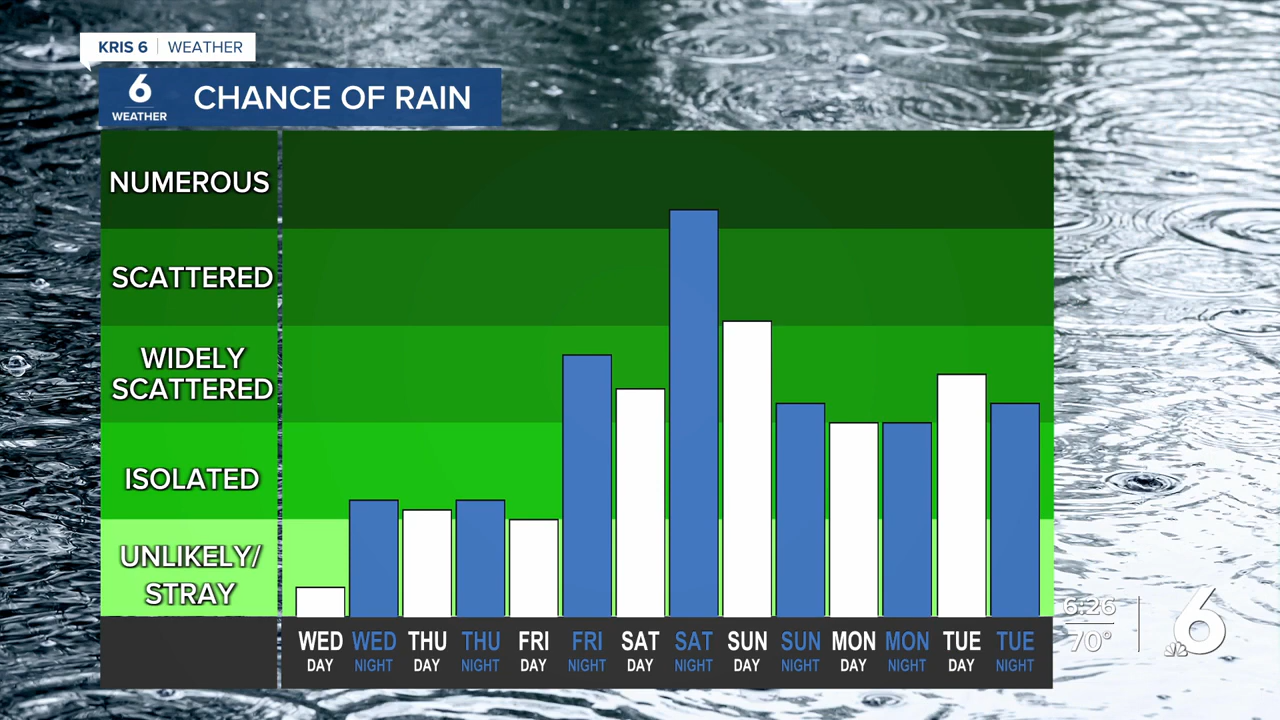 KRIS 6 | WEATHER
6
WEATHER
CHANCE OF RAIN
NUMEROUS
SCATTERED
WIDELY
SCATTERED
ISOLATED
UNLIKELY/
STRAY
WED WED THU THU FRI FRI SAT SAT SUN SUN MON MON TUE TUE
DAY NIGHT DAY NIGHT DAY NIGHT DAY NIGHT DAY NIGHT DAY NIGHT DAY NIGHT
6:26
70°
6